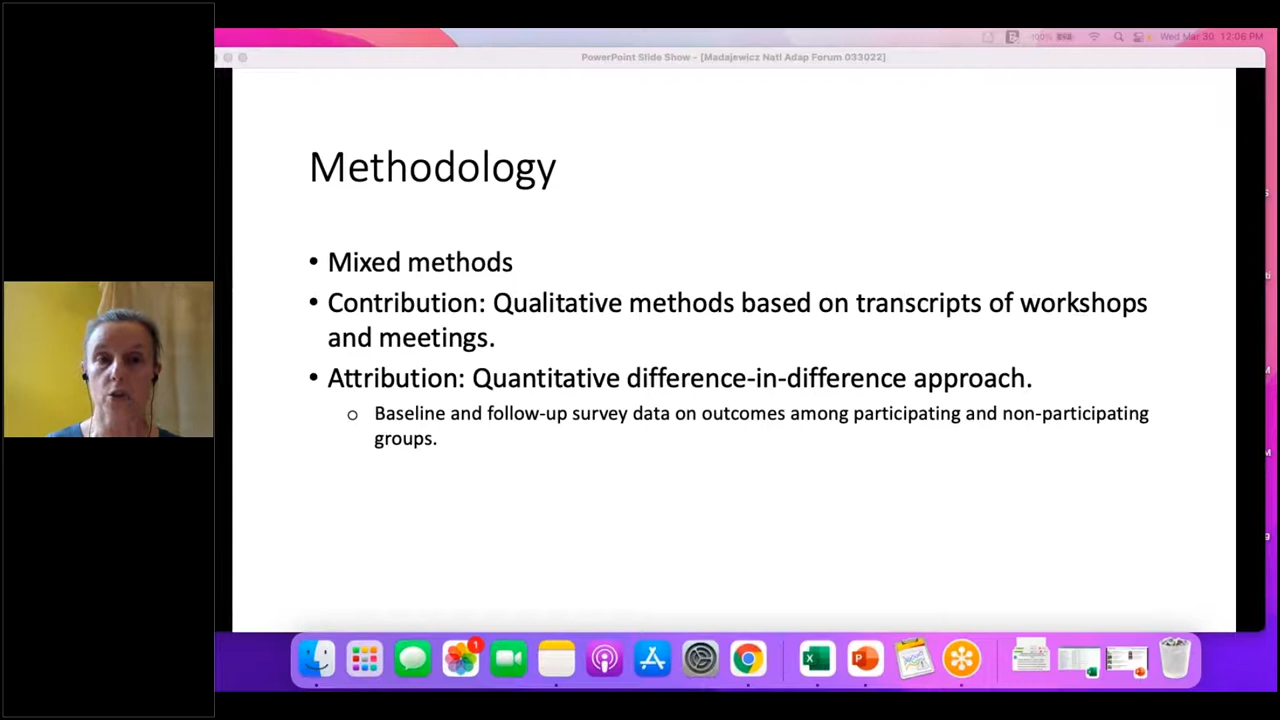 100%
Wed Mar 30 12:06 PM
PowerPoint Slide Show - [Madajewicz Natl Adap Forum 033022]
Methodology
• Mixed methods
• Contribution: Qualitative methods based on transcripts of workshops
and meetings.
• Attribution: Quantitative difference-in-difference approach.
o Baseline and follow-up survey data on outcomes among participating and non-participating
groups.
1